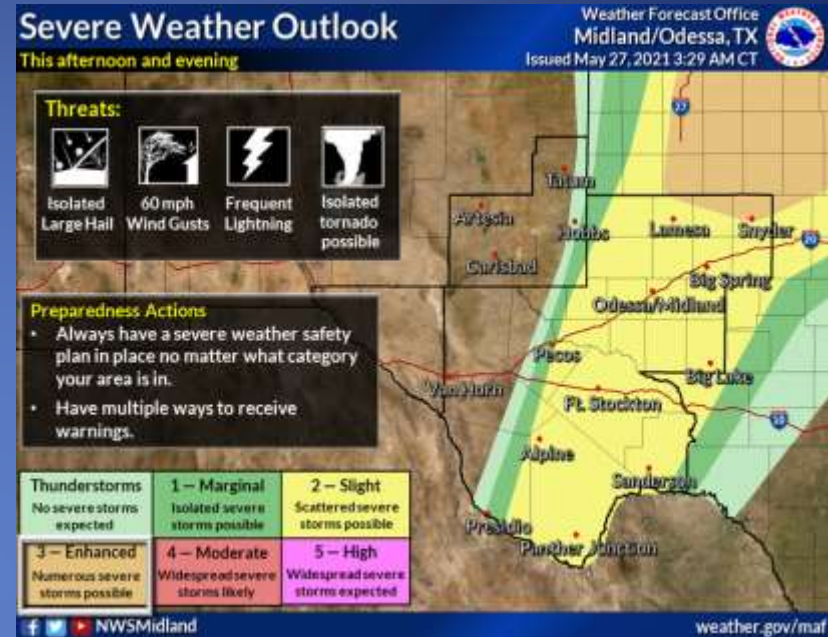 Severe Weather Outlook
This afternoon and evening
Weather Forecast Office
Midland/Odessa, TX
Issued May 27, 2021 3:29 AM CT
Threats:
Isolated
Large Hail
60 mph
Wind Gusts
Frequent
Lightning
Isolated
tornado
possible
Preparedness Actions
• Always have a severe weather safety
plan in place no matter what category
your area is in.
• Have multiple ways to receive
warnings.
27
Tatum
Artesia
Hobbs
Lamesa
Snyder
Carlsbad
20
Big Spring
Odessa/Midland
Pecos
Van Horn
Big Lake
Ft. Stockton
10
Alpine
Sanderson
Presidio
Panther Junction
Thunderstorms
No severe storms
expected
1 – Marginal
Isolated severe
storms possible
2 – Slight
Scattered severe
storms possible
3 – Enhanced
Numerous severe
storms possible
4 – Moderate
Widespread severe
storms likely
5 – High
Widespread severe
storms expected
NWSMidland
weather.gov/maf